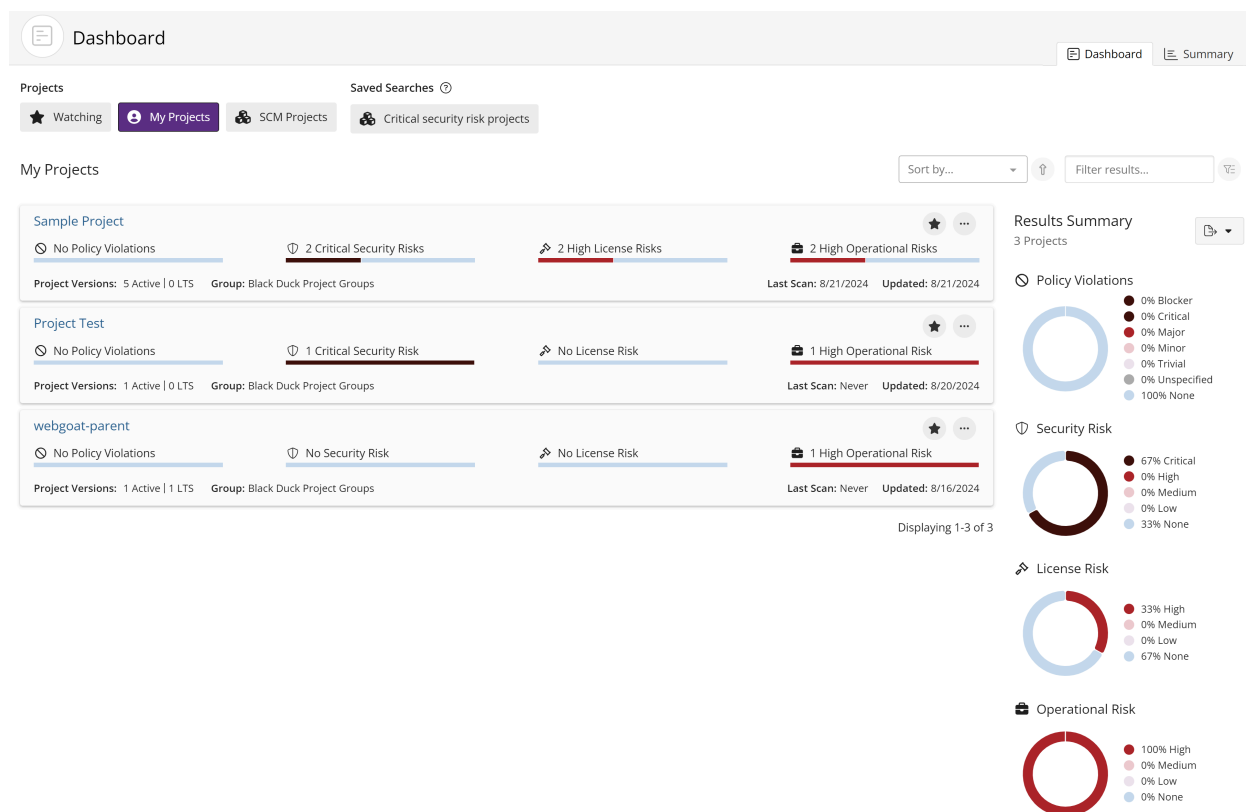 Dashboard
Dashboard Summary
Projects Saved Searches ?
Watching My Projects SCM Projects Critical security risk projects
My Projects Sort by... Filter results...
Sample Project
No Policy Violations 2 Critical Security Risks 2 High License Risks 2 High Operational Risks
Project Versions: 5 Active | 0 LTS Group: Black Duck Project Groups Last Scan: 8/21/2024 Updated: 8/21/2024
Project Test
No Policy Violations 1 Critical Security Risk No License Risk 1 High Operational Risk
Project Versions: 1 Active | 0 LTS Group: Black Duck Project Groups Last Scan: Never Updated: 8/20/2024
webgoat-parent
No Policy Violations No Security Risk No License Risk 1 High Operational Risk
Project Versions: 1 Active | 1 LTS Group: Black Duck Project Groups Last Scan: Never Updated: 8/16/2024
Displaying 1-3 of 3
Results Summary
3 Projects
Policy Violations
0% Blocker
0% Critical
0% Major
0% Minor
0% Trivial
0% Unspecified
100% None
Security Risk
67% Critical
0% High
0% Medium
0% Low
33% None
License Risk
33% High
0% Medium
0% Low
67% None
Operational Risk
100% High
0% Medium
0% Low
0% None